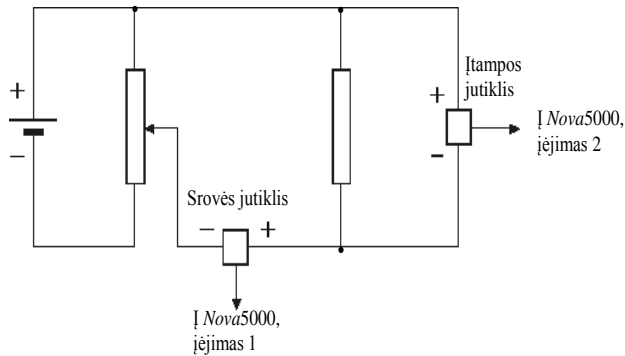 +
−
Įtampos
jutiklis
+
-
Į Nova5000,
įėjimas 2
Srovės jutiklis
− +
Į Nova5000,
įėjimas 1